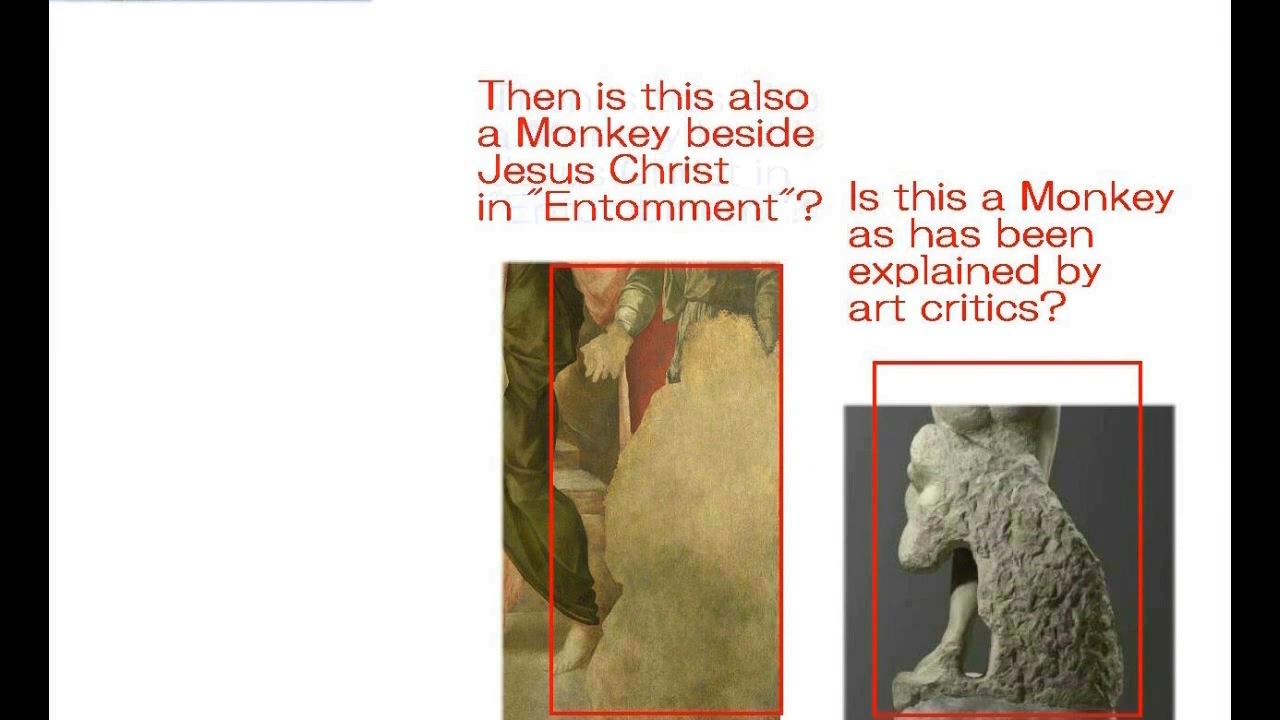 Then is this also
a Monkey beside
Jesus Christ
in "Entomment"?
Is this a Monkey
as has been
explained by
art critics?